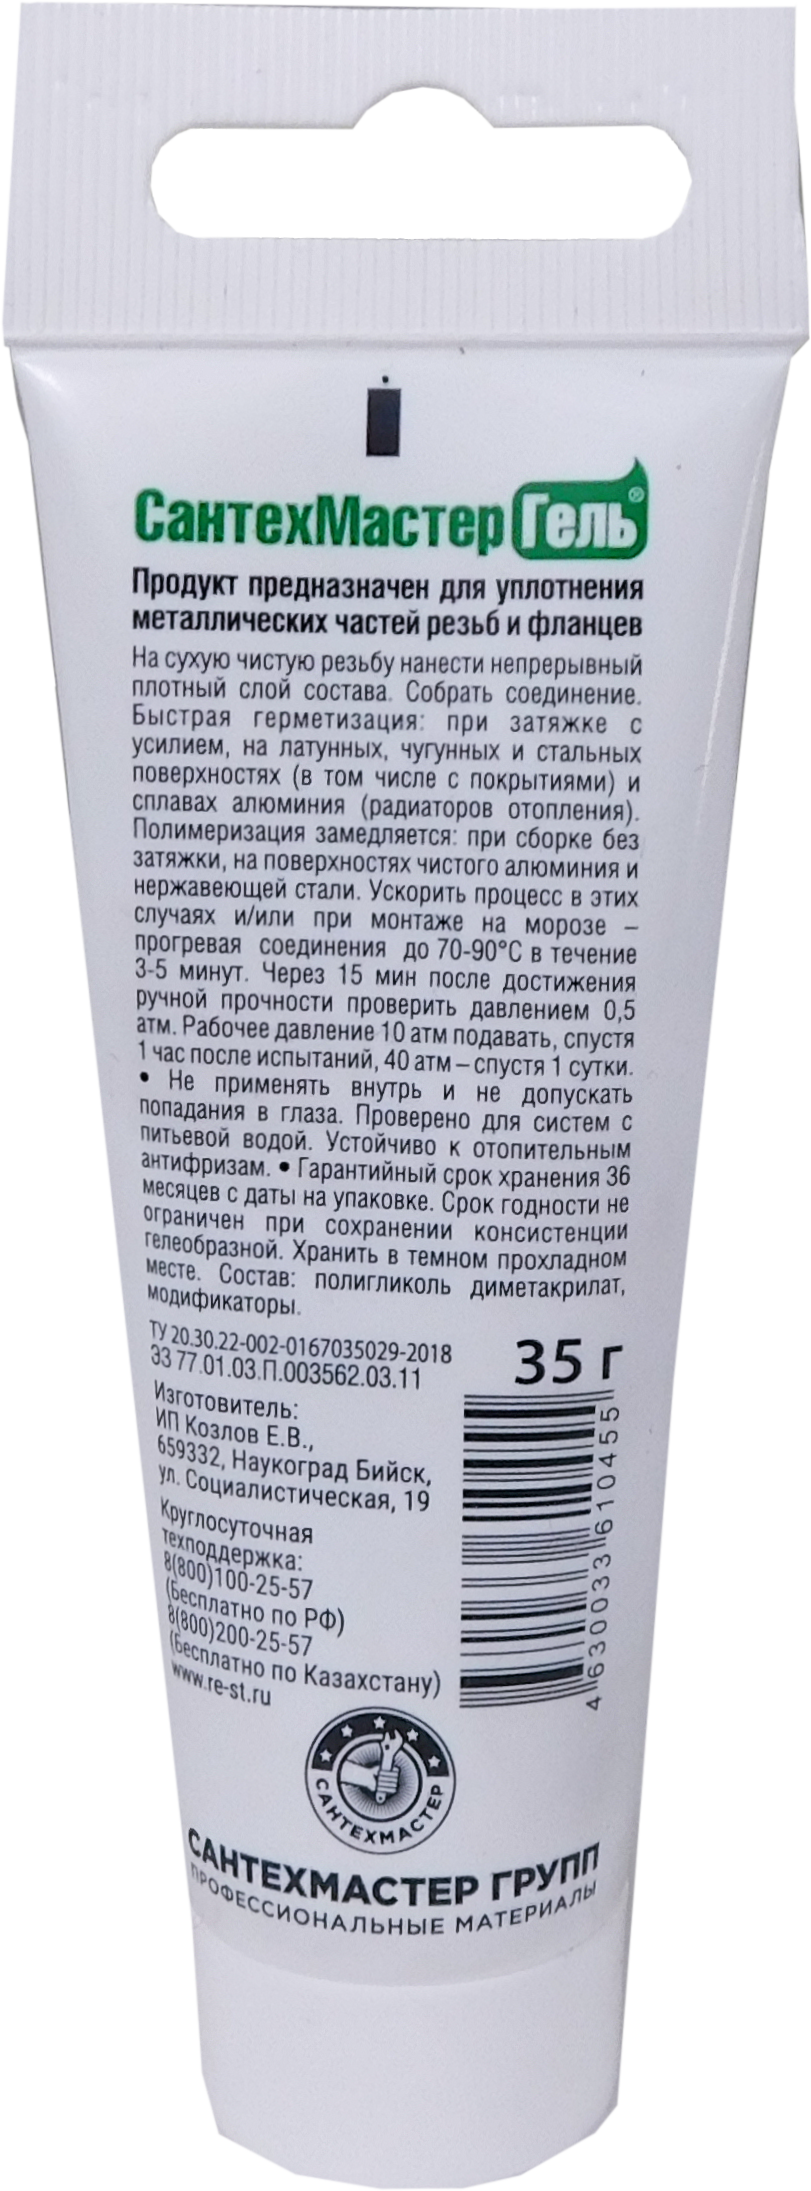 СантехМастер Гель®
Продукт предназначен для уплотнения
металлических частей резьб и фланцев
На сухую чистую резьбу нанести непрерывный
плотный слой состава. Собрать соединение.
Быстрая герметизация: при затяжке с
усилием, на латунных, чугунных и стальных
поверхностях (в том числе с покрытиями) и
сплавах алюминия (радиаторов отопления).
Полимеризация замедляется: при сборке без
затяжки, на поверхностях чистого алюминия и
нержавеющей стали. Ускорить процесс в этих
случаях и/или при монтаже на морозе –
прогревая соединения до 70-90°С в течение
3-5 минут. Через 15 мин после достижения
ручной прочности проверить давлением 0,5
атм. Рабочее давление 10 атм подавать, спустя
1 час после испытаний, 40 атм – спустя 1 сутки.
• Не применять внутрь и не допускать
попадания в глаза. Проверено для систем с
питьевой водой. Устойчиво к отопительным
антифризам. • Гарантийный срок хранения 36
месяцев с даты на упаковке. Срок годности не
ограничен при сохранении консистенции
гелеобразной. Хранить в темном прохладном
месте. Состав: полигликоль диметакрилат,
модификаторы.
ТУ 20.30.22-002-0167035029-2018
ЭЗ 77.01.03.П.003562.03.11
35 г
Изготовитель:
ИП Козлов Е.В.,
659332, Наукоград Бийск,
ул. Социалистическая, 19
Круглосуточная
техподдержка:
8(800)100-25-57
(Бесплатно по РФ)
8(800)200-25-57
(Бесплатно по Казахстану)
www.re-st.ru
4 630033 610455
САНТЕХМАСТЕР
САНТЕХМАСТЕР ГРУПП
ПРОФЕССИОНАЛЬНЫЕ МАТЕРИАЛЫ